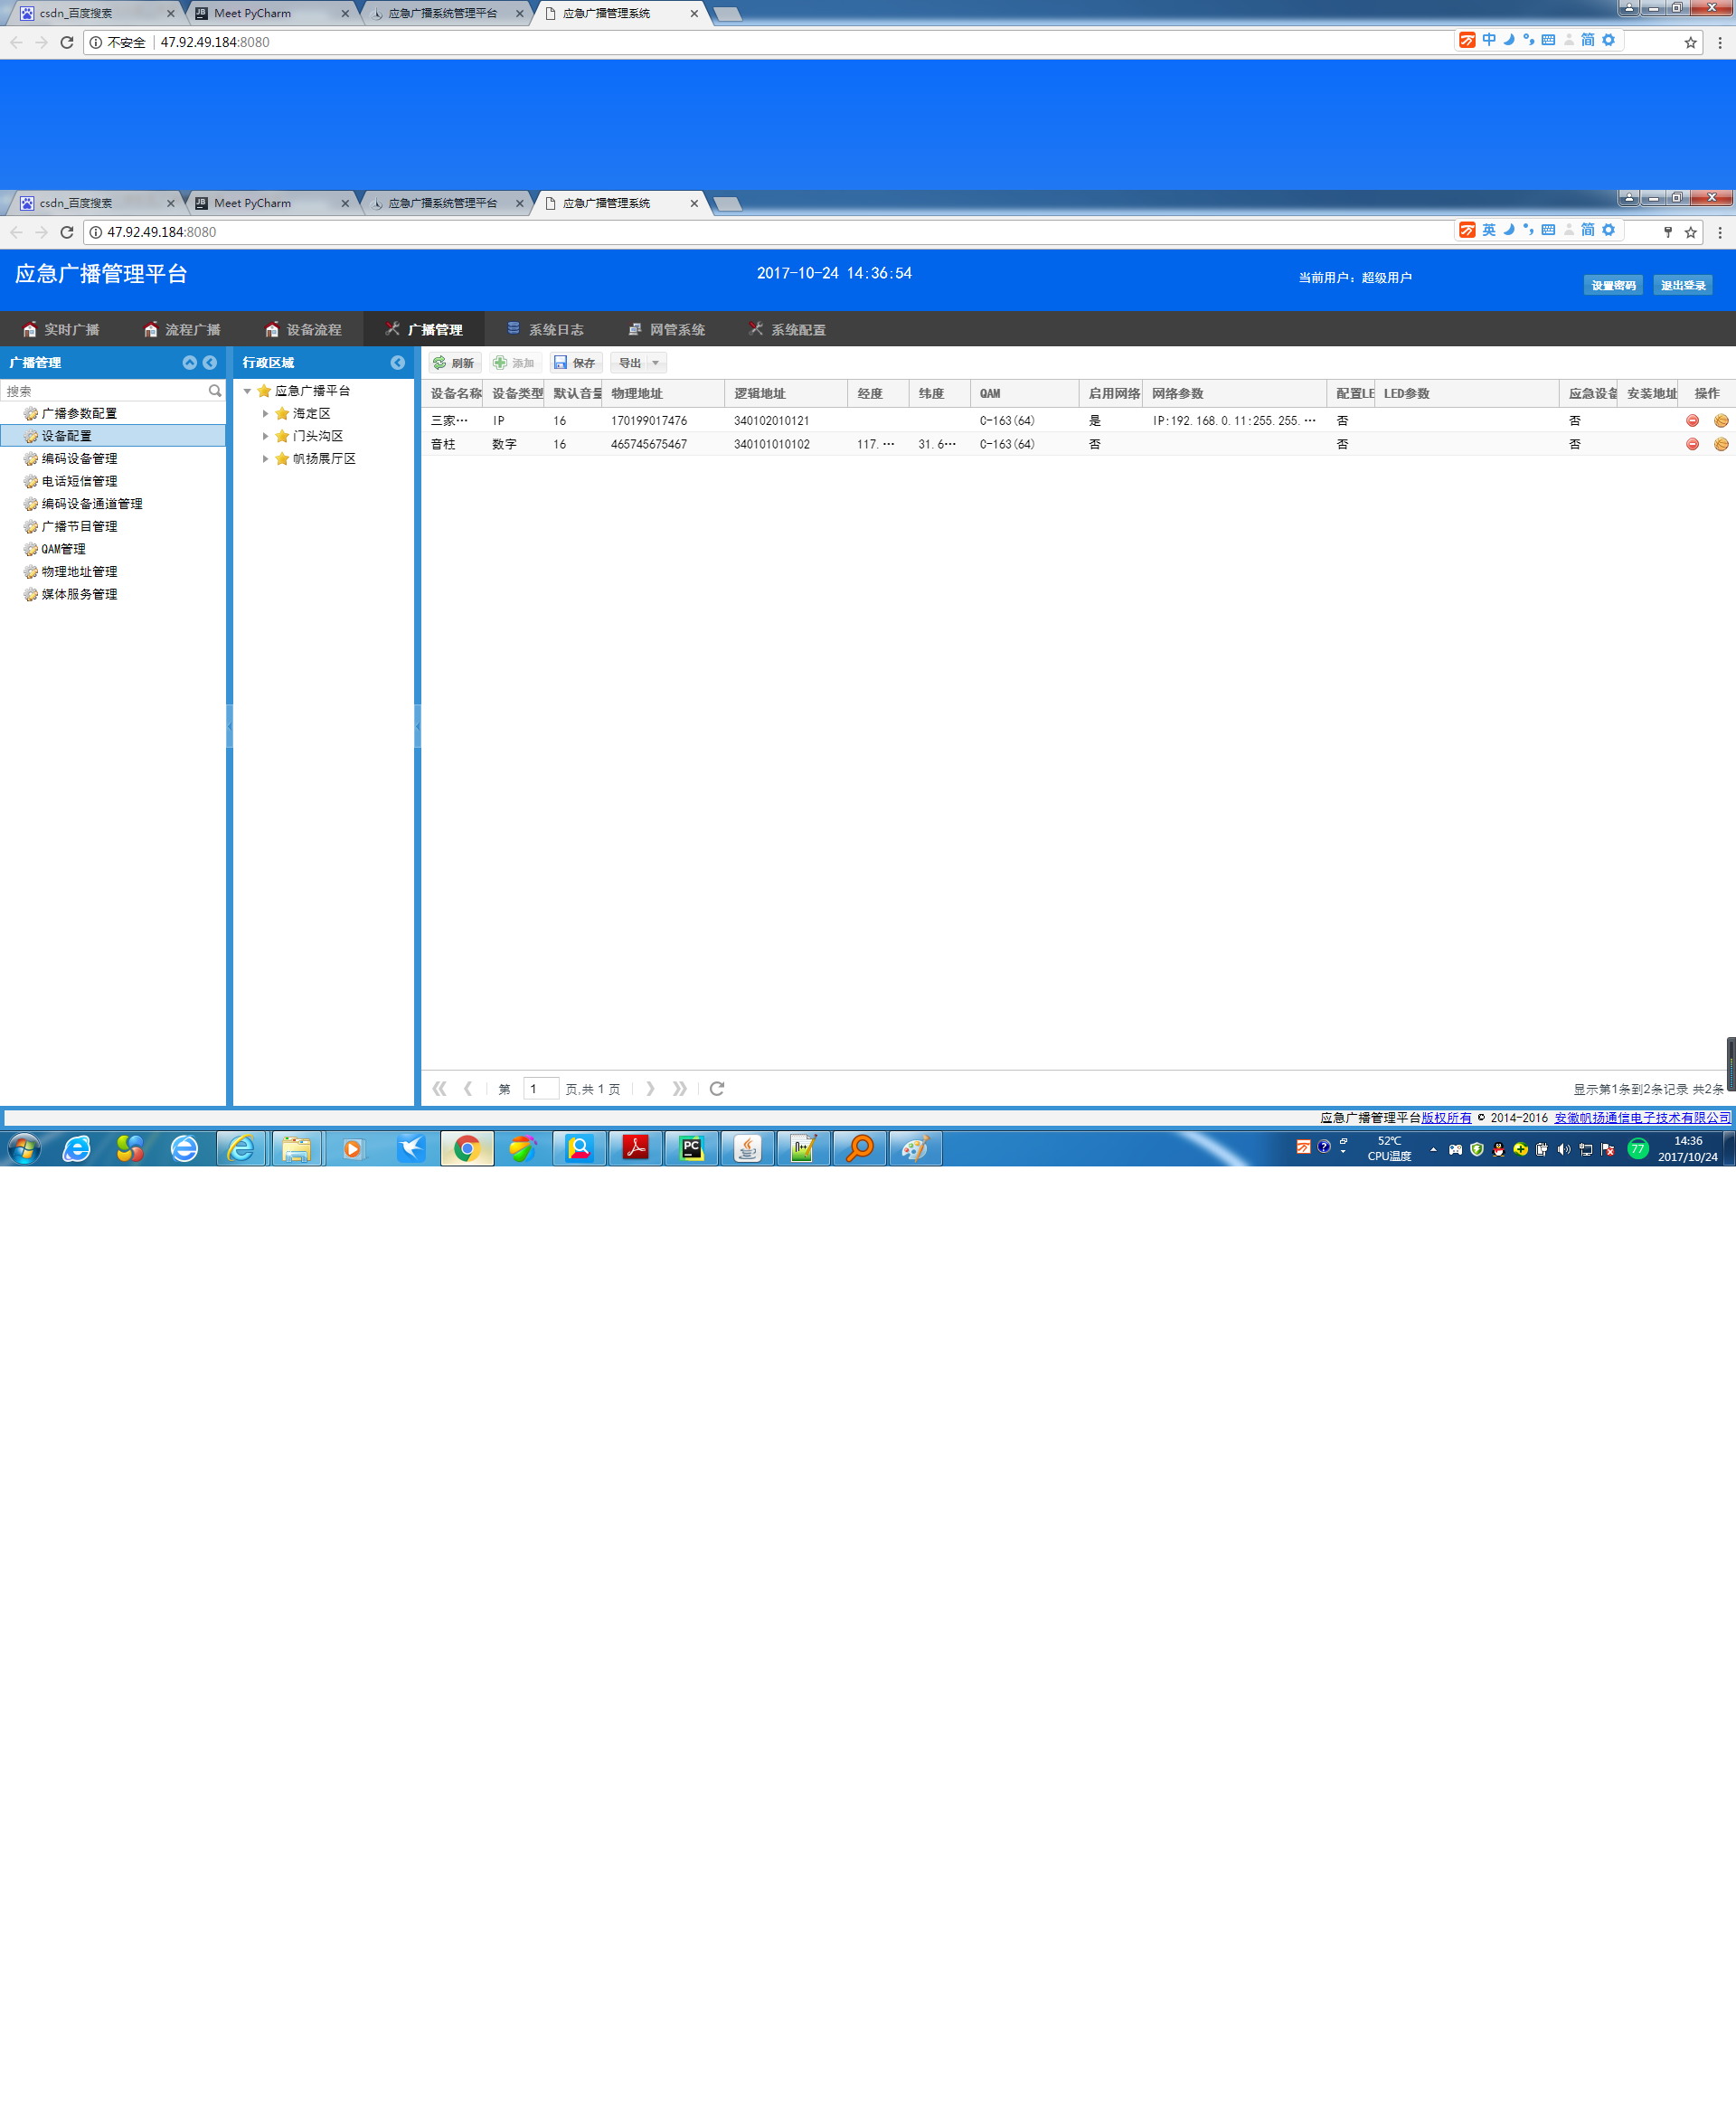 csdn_百度搜索 Meet PyCharm 应急广播系统管理平台 应急广播管理系统
不安全 47.92.49.184:8080 中 简
csdn_百度搜索 Meet PyCharm 应急广播系统管理平台 应急广播管理系统
47.92.49.184:8080 英 简
应急广播管理平台 2017-10-24 14:36:54 当前用户：超级用户 设置密码 退出登录
实时广播 流程广播 设备流程 广播管理 系统日志 网管系统 系统配置
广播管理 行政区域 刷新 添加 保存 导出
搜索
广播参数配置
设备配置
编码设备管理
电话短信管理
编码设备通道管理
广播节目管理
QAM管理
物理地址管理
媒体服务管理
应急广播平台
海定区
门头沟区
帆扬展厅区
设备名称 设备类型 默认音量 物理地址 逻辑地址 经度 纬度 QAM 启用网络 网络参数 配置LE LED参数 应急设备 安装地址 操作
三家… IP 16 170199017476 340102010121 C-163(64) 是 IP:192.168.0.11:255.255.… 否 否
音柱 数字 16 465745675467 340101010102 117.… 31.6… C-163(64) 否 否 否
第 1 页,共 1 页 显示第1条到2条记录 共2条
应急广播管理平台版权所有 © 2014-2016 安徽帆扬通信电子技术有限公司
52℃
CPU温度
77
14:36
2017/10/24